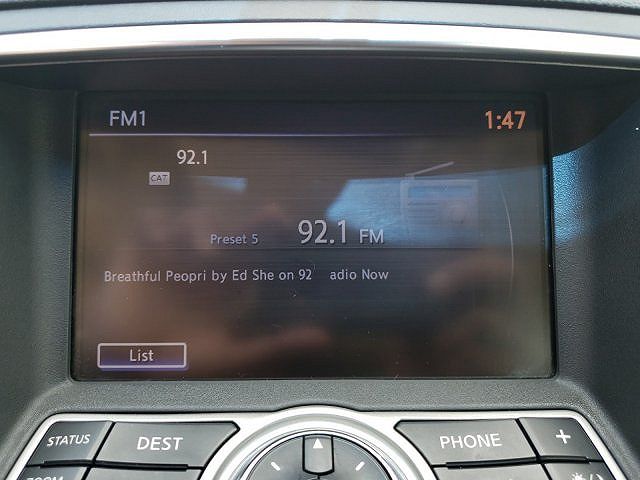 FM1 1:47
92.1
CAT
Preset 5 92.1 FM
Breathful Peopri by Ed She on 92 adio Now
List
STATUS DEST PHONE +
ZOOM